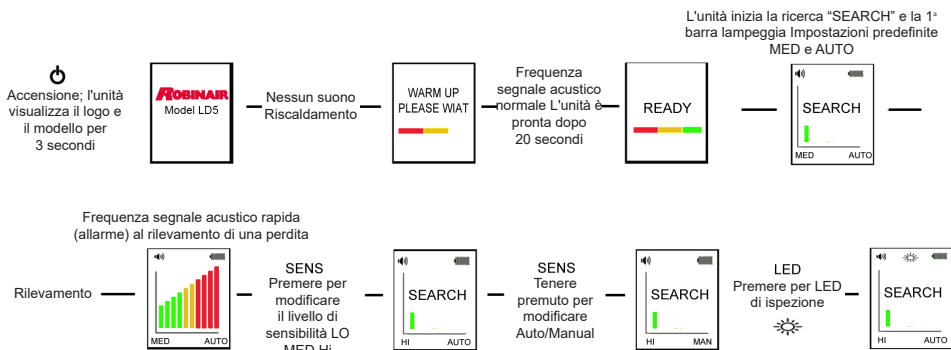 L'unità inizia la ricerca “SEARCH” e la 1ª
barra lampeggia Impostazioni predefinite
MED e AUTO
Accensione; l'unità
visualizza il logo e
il modello per
3 secondi
ROBINAIR
Model LD5
Nessun suono
Riscaldamento
WARM UP
PLEASE WIAT
Frequenza
segnale acustico
normale L'unità è
pronta dopo
20 secondi
READY
SEARCH
MED AUTO
Frequenza segnale acustico rapida
(allarme) al rilevamento di una perdita
Rilevamento
MED AUTO
SENS
Premere per
modificare
il livello di
sensibilità LO
MED Hi
SEARCH
HI AUTO
SENS
Tenere
premuto per
modificare
Auto/Manual
SEARCH
HI MAN
LED
Premere per LED
di ispezione
SEARCH
HI AUTO